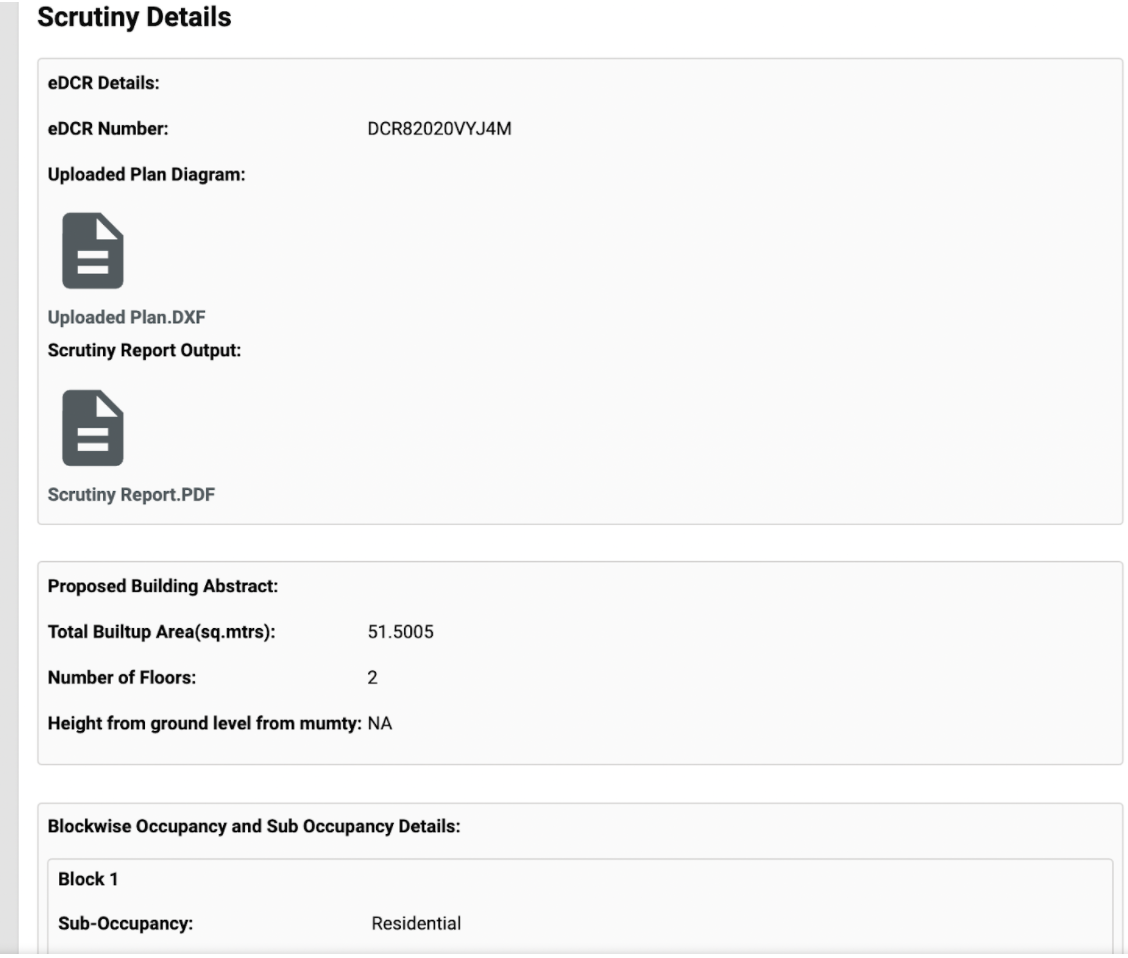 Scrutiny Details
eDCR Details:
eDCR Number: DCR82020VYJ4M
Uploaded Plan Diagram:
Uploaded Plan.DXF
Scrutiny Report Output:
Scrutiny Report.PDF
Proposed Building Abstract:
Total Builtup Area(sq.mtrs): 51.5005
Number of Floors: 2
Height from ground level from mumty: NA
Blockwise Occupancy and Sub Occupancy Details:
Block 1
Sub-Occupancy: Residential